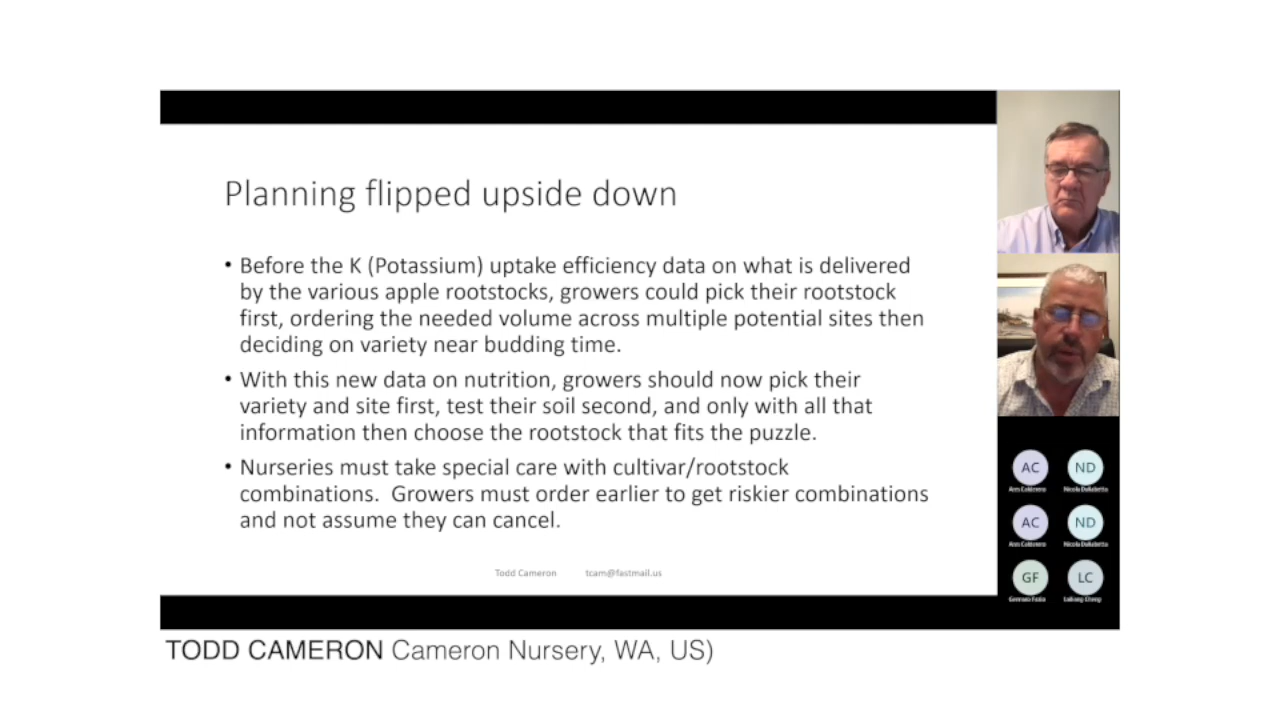 Planning flipped upside down
• Before the K (Potassium) uptake efficiency data on what is delivered
by the various apple rootstocks, growers could pick their rootstock
first, ordering the needed volume across multiple potential sites then
deciding on variety near budding time.
• With this new data on nutrition, growers should now pick their
variety and site first, test their soil second, and only with all that
information then choose the rootstock that fits the puzzle.
• Nurseries must take special care with cultivar/rootstock
combinations. Growers must order earlier to get riskier combinations
and not assume they can cancel.
Todd Cameron tcam@fastmail.us
AC ND
AC ND
GF LC
TODD CAMERON Cameron Nursery, WA, US)